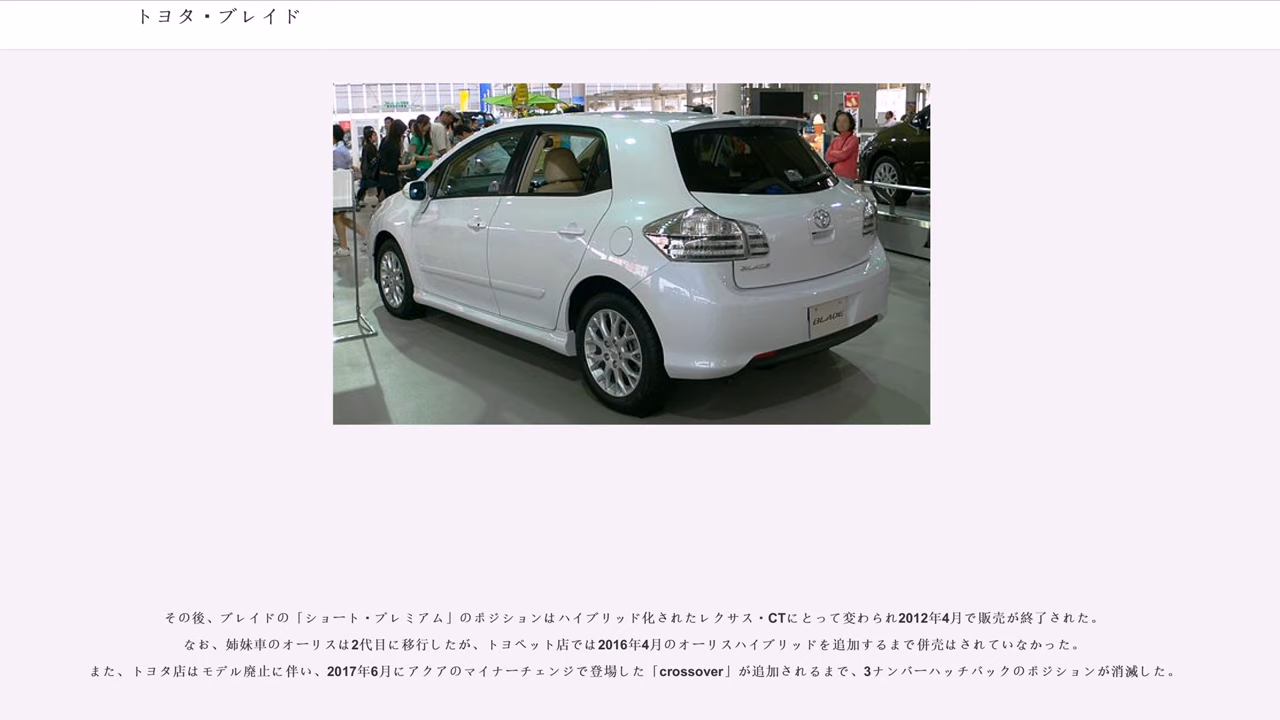 トヨタ・ブレイド
BLADE
BLADE
その後、ブレイドの「ショート・プレミアム」のポジションはハイブリッド化されたレクサス・CTにとって変わられ2012年4月で販売が終了された。
なお、姉妹車のオーリスは2代目に移行したが、トヨペット店では2016年4月のオーリスハイブリッドを追加するまで併売はされていなかった。
また、トヨタ店はモデル廃止に伴い、2017年6月にアクアのマイナーチェンジで登場した「crossover」が追加されるまで、3ナンバーハッチバックのポジションが消滅した。